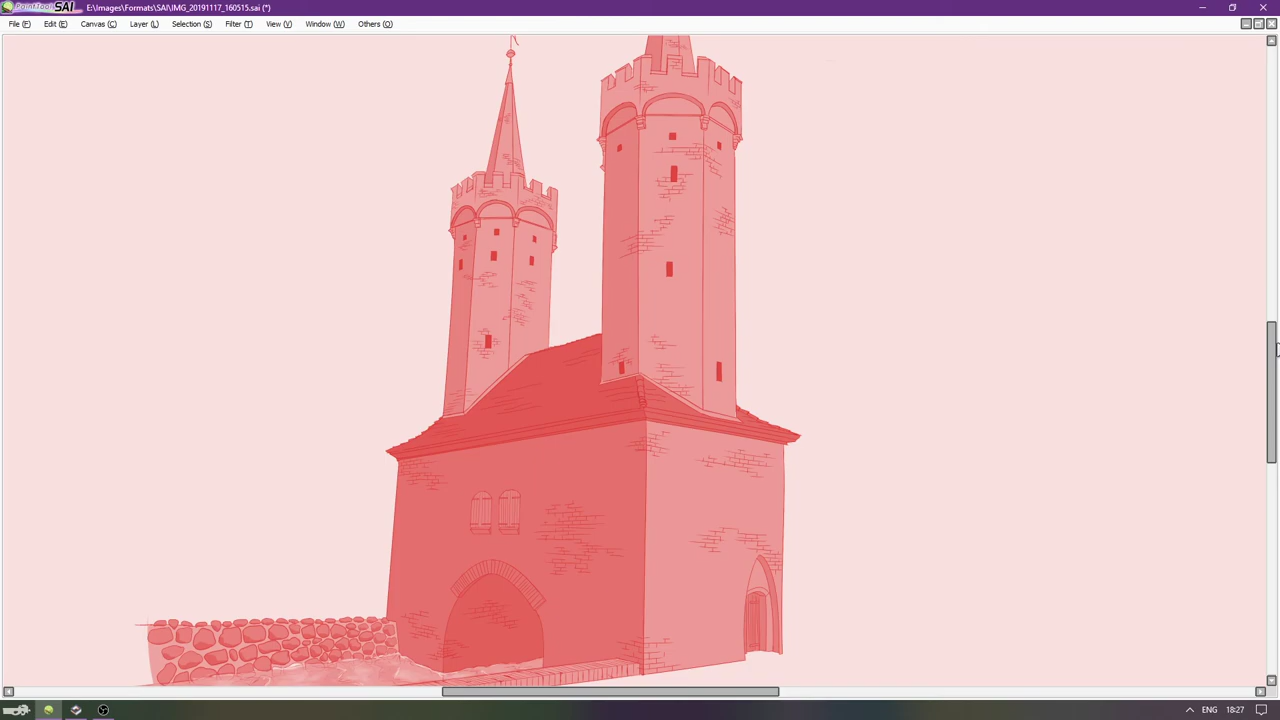 PaintTool SAI E:\Images\Formats\SAI\IMG_20191117_160515.sai (*)
File (F) Edit (E) Canvas (C) Layer (L) Selection (S) Filter (T) View (V) Window (W) Others (O)
ENG 18:27